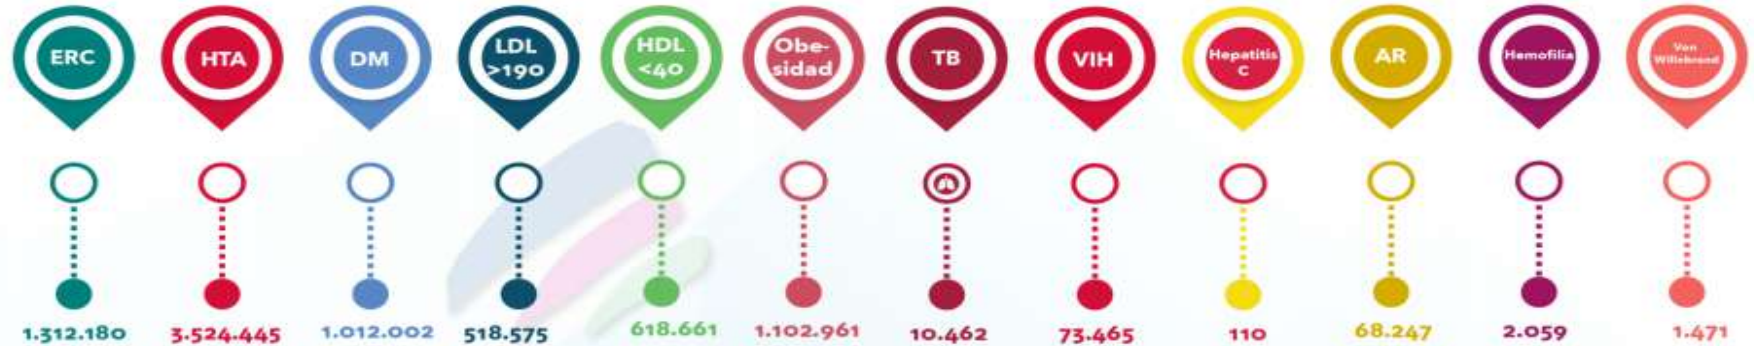 ERC
HTA
DM
LDL
>190
HDL
<40
Obe-
sidad
TB
VIH
Hepatitis
C
AR
Hemofilia
Von
Willebrand
1.312.180
3.524.445
1.012.002
518.575
618.661
1.102.961
10.462
73.465
110
68.247
2.059
1.471